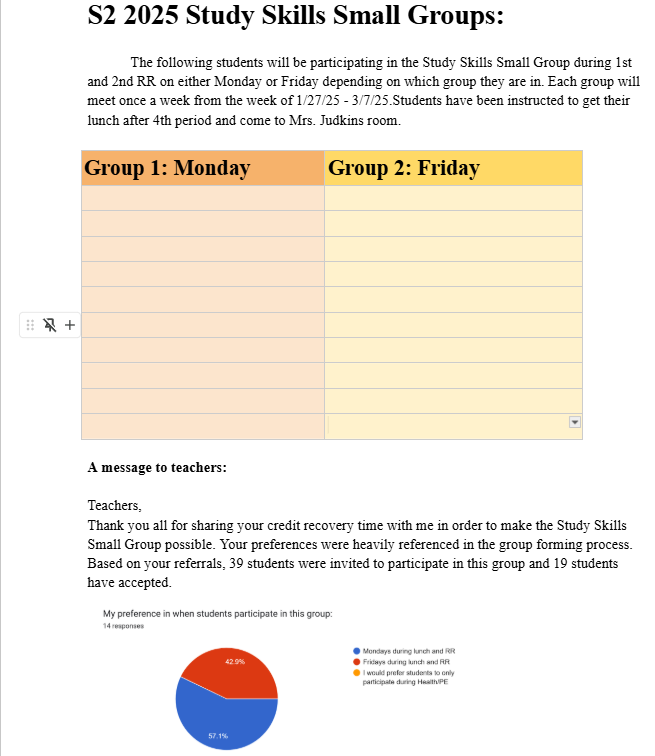 S2 2025 Study Skills Small Groups:
The following students will be participating in the Study Skills Small Group during 1st
and 2nd RR on either Monday or Friday depending on which group they are in. Each group will
meet once a week from the week of 1/27/25 - 3/7/25.Students have been instructed to get their
lunch after 4th period and come to Mrs. Judkins room.
Group 1: Monday Group 2: Friday
A message to teachers:
Teachers,
Thank you all for sharing your credit recovery time with me in order to make the Study Skills
Small Group possible. Your preferences were heavily referenced in the group forming process.
Based on your referrals, 39 students were invited to participate in this group and 19 students
have accepted.
My preference in when students participate in this group:
14 responses
42.9%
57.1%
Mondays during lunch and RR
Fridays during lunch and RR
I would prefer students to only
participate during Health/PE